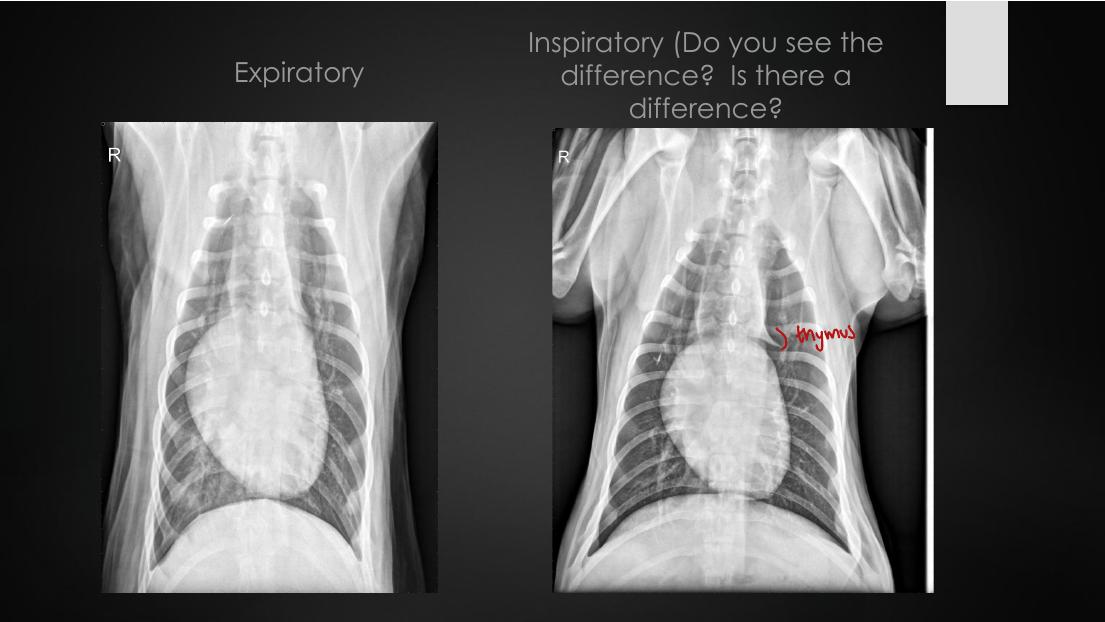 Expiratory
Inspiratory (Do you see the
difference?  Is there a
difference?
R
R
thymus